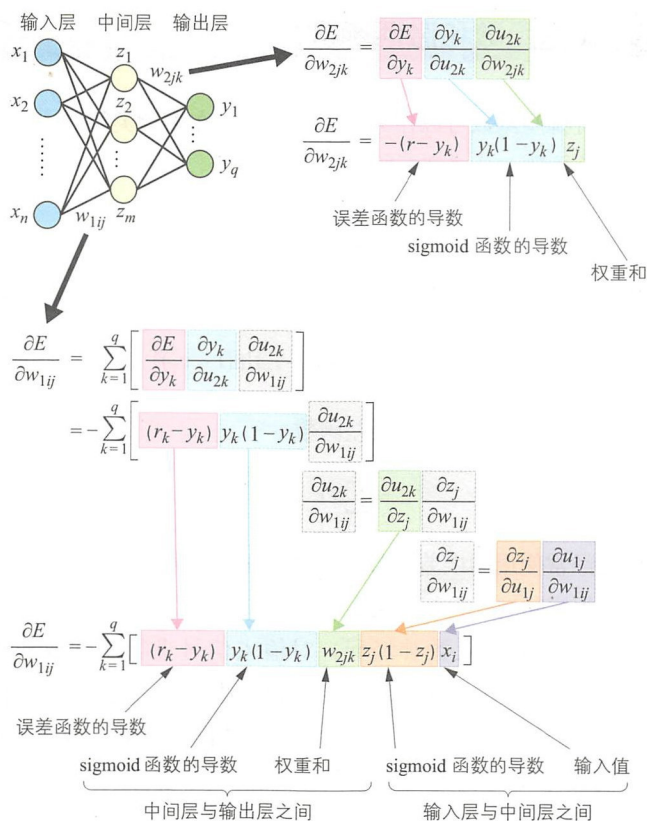 输入层 中间层 输出层
x₁ z₁ w₂ⱼₖ
x₂ z₂ y₁
⋮ ⋮ ⋮
y_q
xₙ w₁ᵢⱼ zₘ
∂E/∂w₂ⱼₖ = ∂E/∂yₖ ∂yₖ/∂u₂ₖ ∂u₂ₖ/∂w₂ⱼₖ
∂E/∂w₂ⱼₖ = −(r−yₖ) yₖ(1−yₖ) zⱼ
误差函数的导数
sigmoid 函数的导数
权重和
∂E/∂w₁ᵢⱼ = ∑_{k=1}^{q} [ ∂E/∂yₖ ∂yₖ/∂u₂ₖ ∂u₂ₖ/∂w₁ᵢⱼ ]
= −∑_{k=1}^{q} [ (rₖ−yₖ) yₖ(1−yₖ) ∂u₂ₖ/∂w₁ᵢⱼ ]
∂u₂ₖ/∂w₁ᵢⱼ = ∂u₂ₖ/∂zⱼ ∂zⱼ/∂w₁ᵢⱼ
∂zⱼ/∂w₁ᵢⱼ = ∂zⱼ/∂u₁ⱼ ∂u₁ⱼ/∂w₁ᵢⱼ
∂E/∂w₁ᵢⱼ = −∑_{k=1}^{q} [ (rₖ−yₖ) yₖ(1−yₖ) w₂ⱼₖ zⱼ(1−zⱼ) xᵢ ]
误差函数的导数
sigmoid 函数的导数 权重和 sigmoid 函数的导数 输入值
中间层与输出层之间 输入层与中间层之间